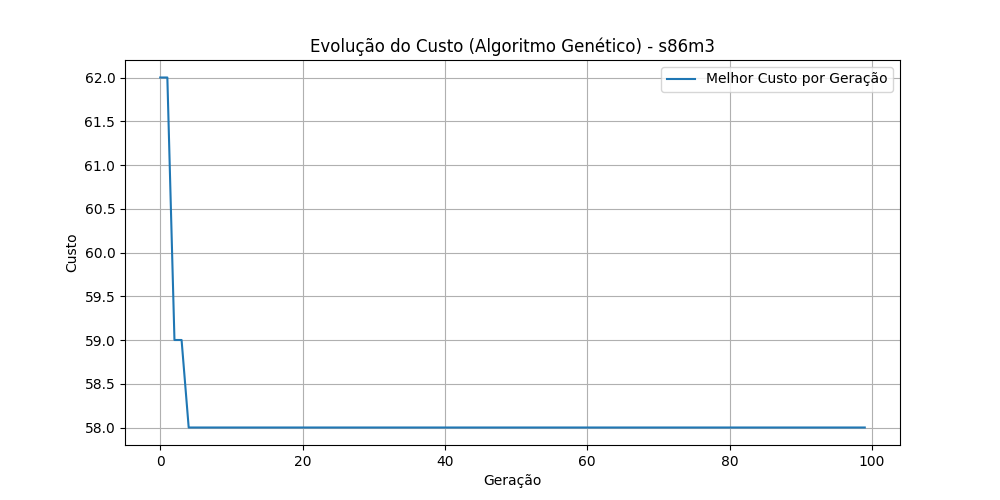 Evolução do Custo (Algoritmo Genético) - s86m3
Melhor Custo por Geração
Custo
62.0
61.5
61.0
60.5
60.0
59.5
59.0
58.5
58.0
0 20 40 60 80 100
Geração